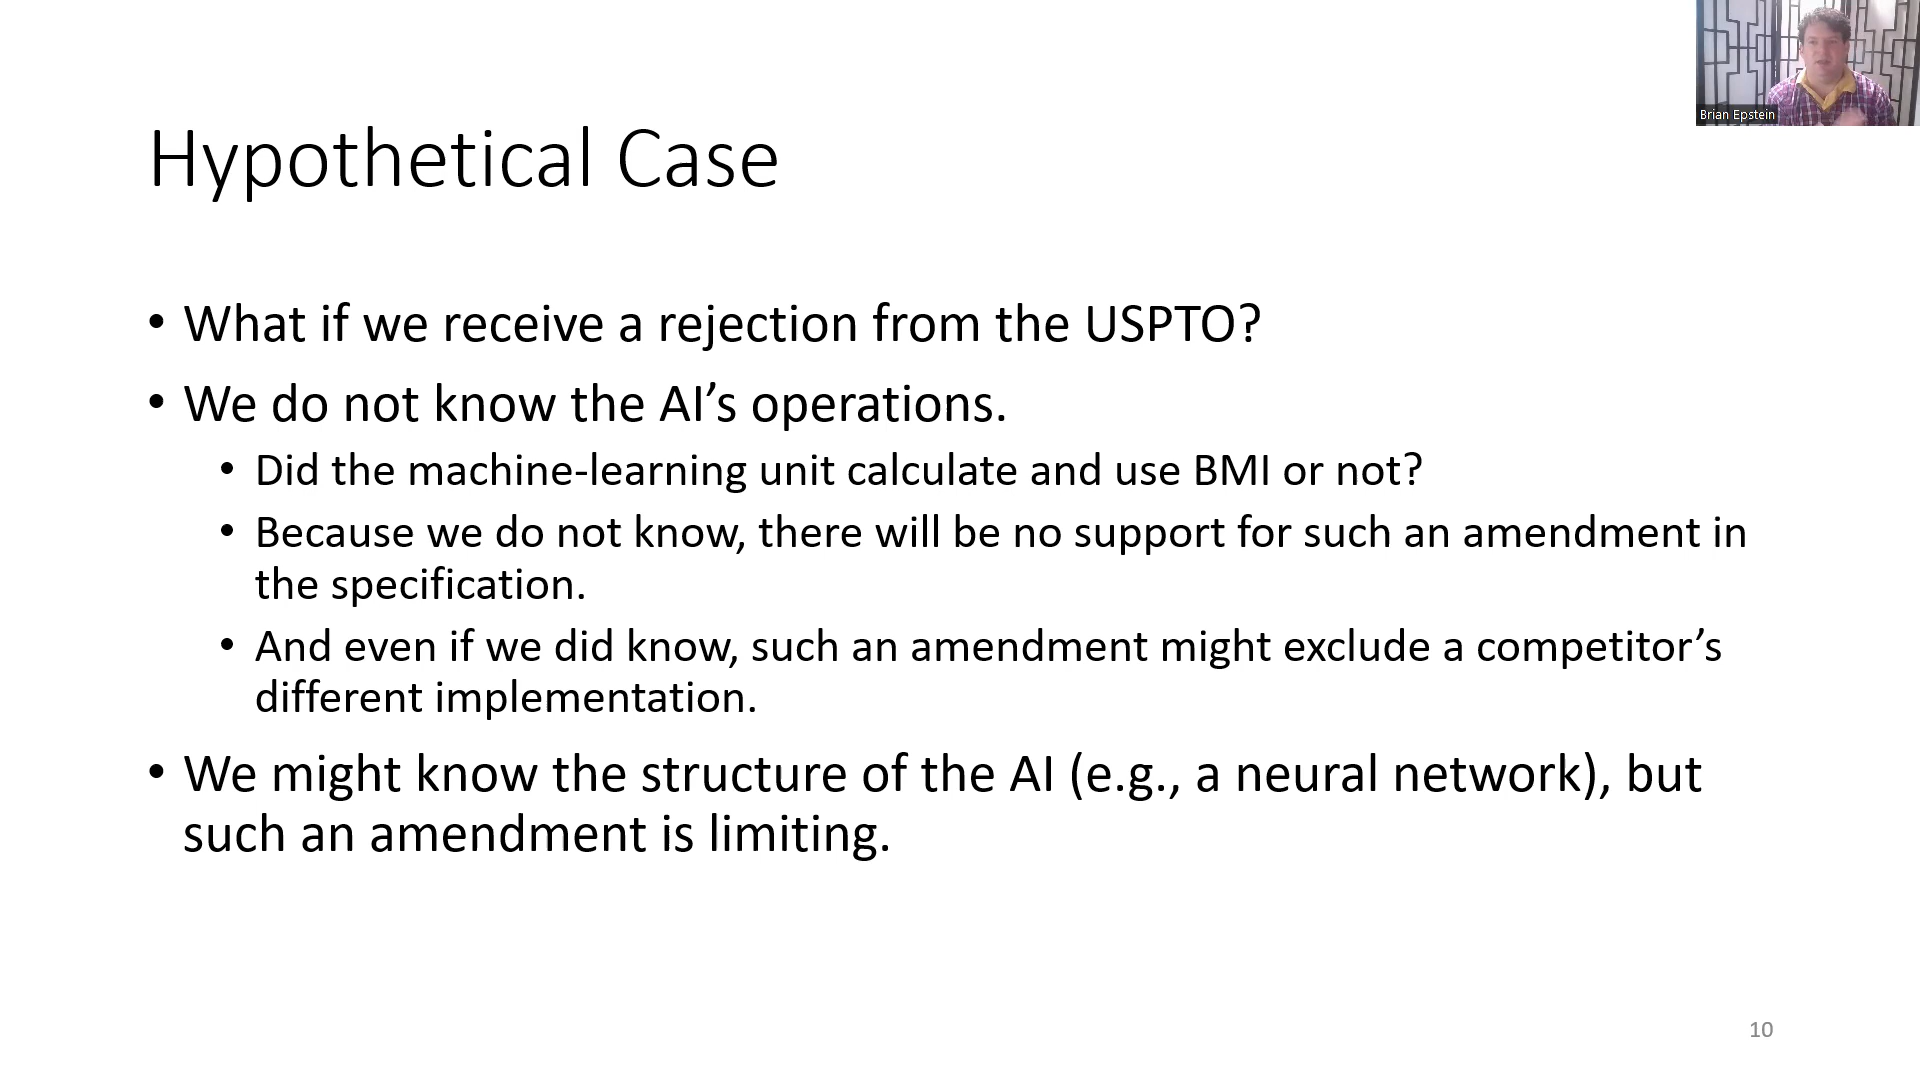 Brian Epstein
Hypothetical Case
• What if we receive a rejection from the USPTO?
• We do not know the AI’s operations.
• Did the machine-learning unit calculate and use BMI or not?
• Because we do not know, there will be no support for such an amendment in
the specification.
• And even if we did know, such an amendment might exclude a competitor’s
different implementation.
• We might know the structure of the AI (e.g., a neural network), but
such an amendment is limiting.
10